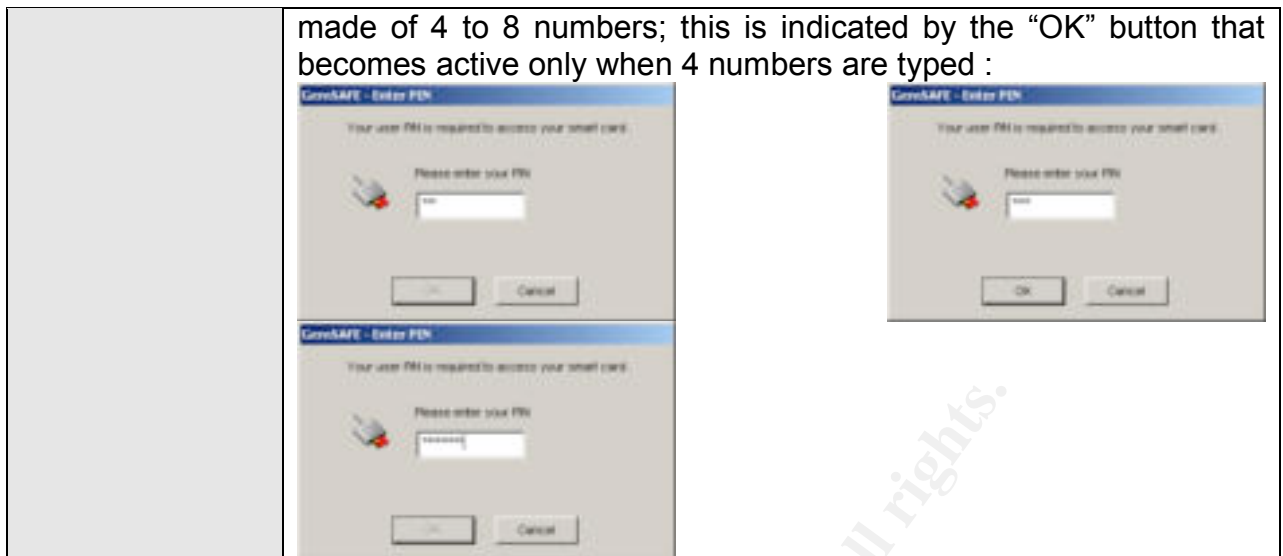 made of 4 to 8 numbers; this is indicated by the “OK” button that
becomes active only when 4 numbers are typed :
GemSAFE - Enter PIN
Your user PIN is required to access your smart card.
Please enter your PIN
***
Cancel
GemSAFE - Enter PIN
Your user PIN is required to access your smart card.
Please enter your PIN
****
OK Cancel
GemSAFE - Enter PIN
Your user PIN is required to access your smart card.
Please enter your PIN
Cancel
ll rights.